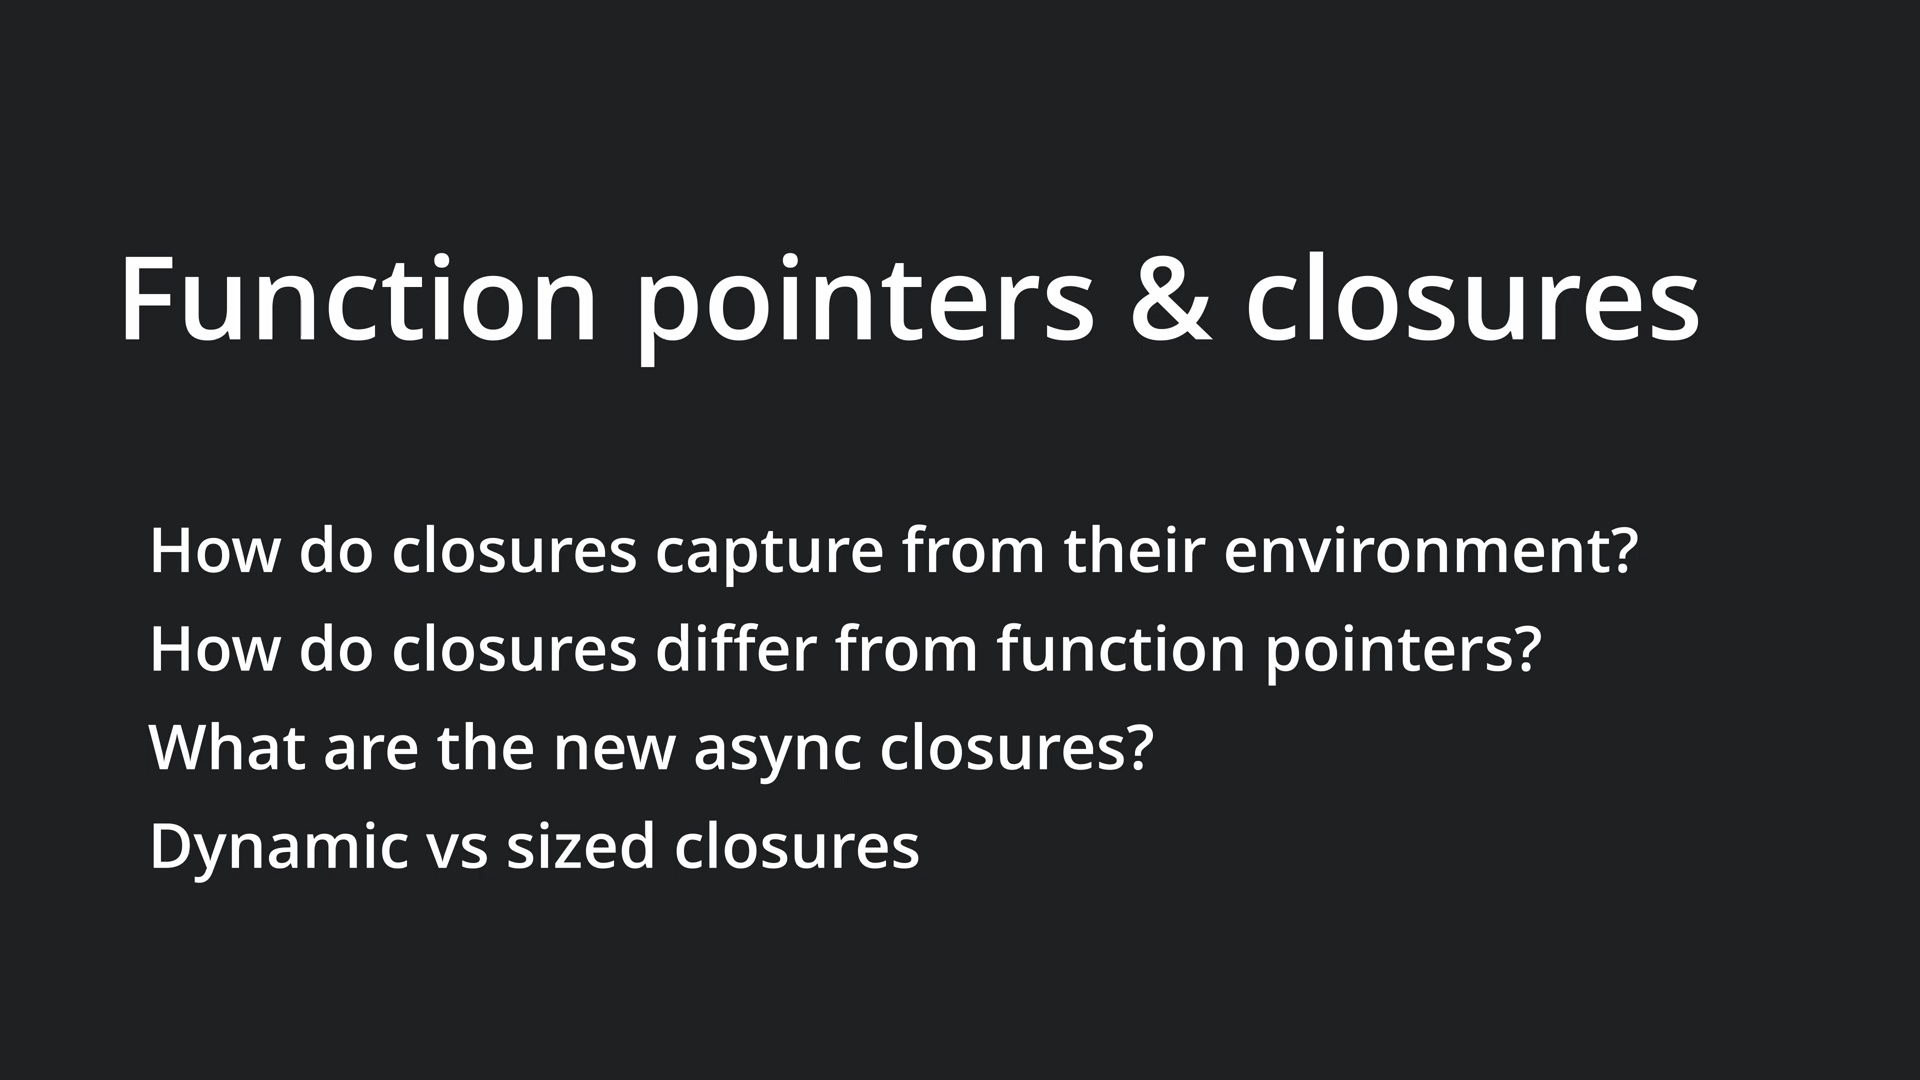 Function pointers & closures
How do closures capture from their environment?
How do closures differ from function pointers?
What are the new async closures?
Dynamic vs sized closures